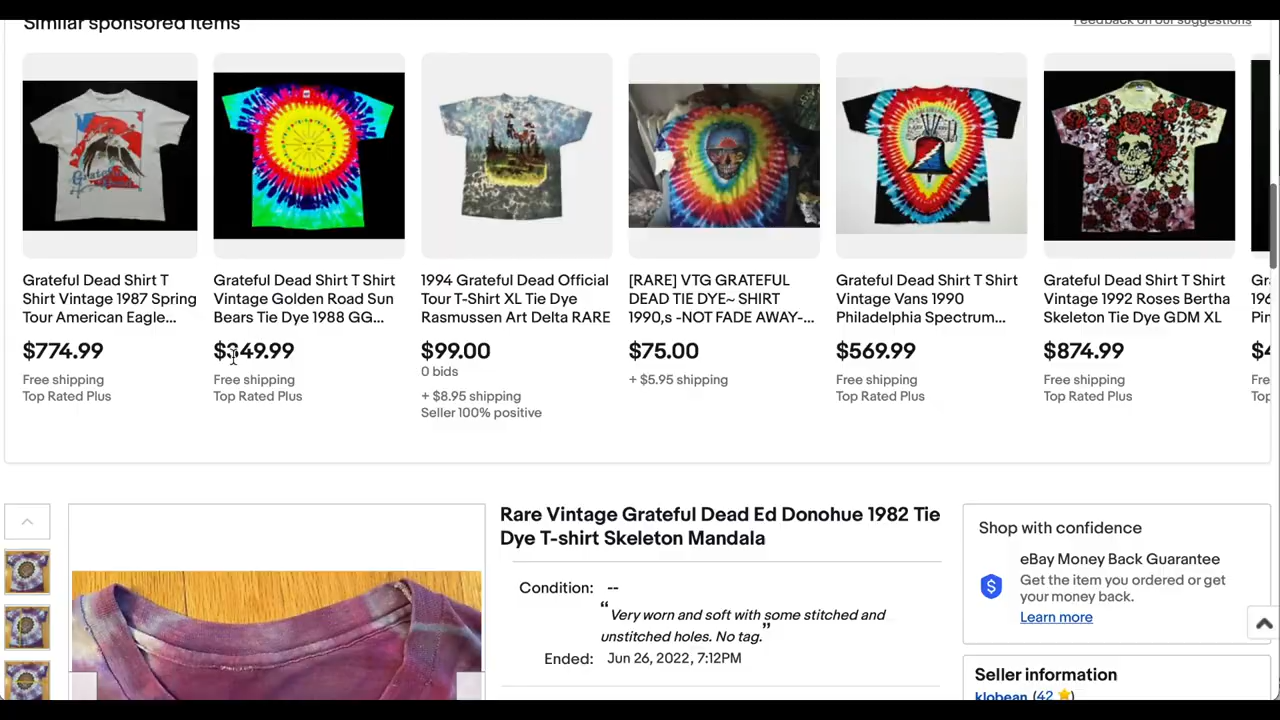 Similar sponsored items
Feedback on our suggestions
Grateful Dead Shirt T
Shirt Vintage 1987 Spring
Tour American Eagle...
$774.99
Free shipping
Top Rated Plus
Grateful Dead Shirt T Shirt
Vintage Golden Road Sun
Bears Tie Dye 1988 GG...
$349.99
Free shipping
Top Rated Plus
1994 Grateful Dead Official
Tour T-Shirt XL Tie Dye
Rasmussen Art Delta RARE
$99.00
0 bids
+ $8.95 shipping
Seller 100% positive
[RARE] VTG GRATEFUL
DEAD TIE DYE~ SHIRT
1990,s -NOT FADE AWAY-...
$75.00
+ $5.95 shipping
Grateful Dead Shirt T Shirt
Vintage Vans 1990
Philadelphia Spectrum...
$569.99
Free shipping
Top Rated Plus
Grateful Dead Shirt T Shirt
Vintage 1992 Roses Bertha
Skeleton Tie Dye GDM XL
$874.99
Free shipping
Top Rated Plus
Rare Vintage Grateful Dead Ed Donohue 1982 Tie
Dye T-shirt Skeleton Mandala
Condition: --
“Very worn and soft with some stitched and
unstitched holes. No tag.”
Ended: Jun 26, 2022, 7:12PM
Shop with confidence
eBay Money Back Guarantee
Get the item you ordered or get
your money back.
Learn more
Seller information
klobean (42)